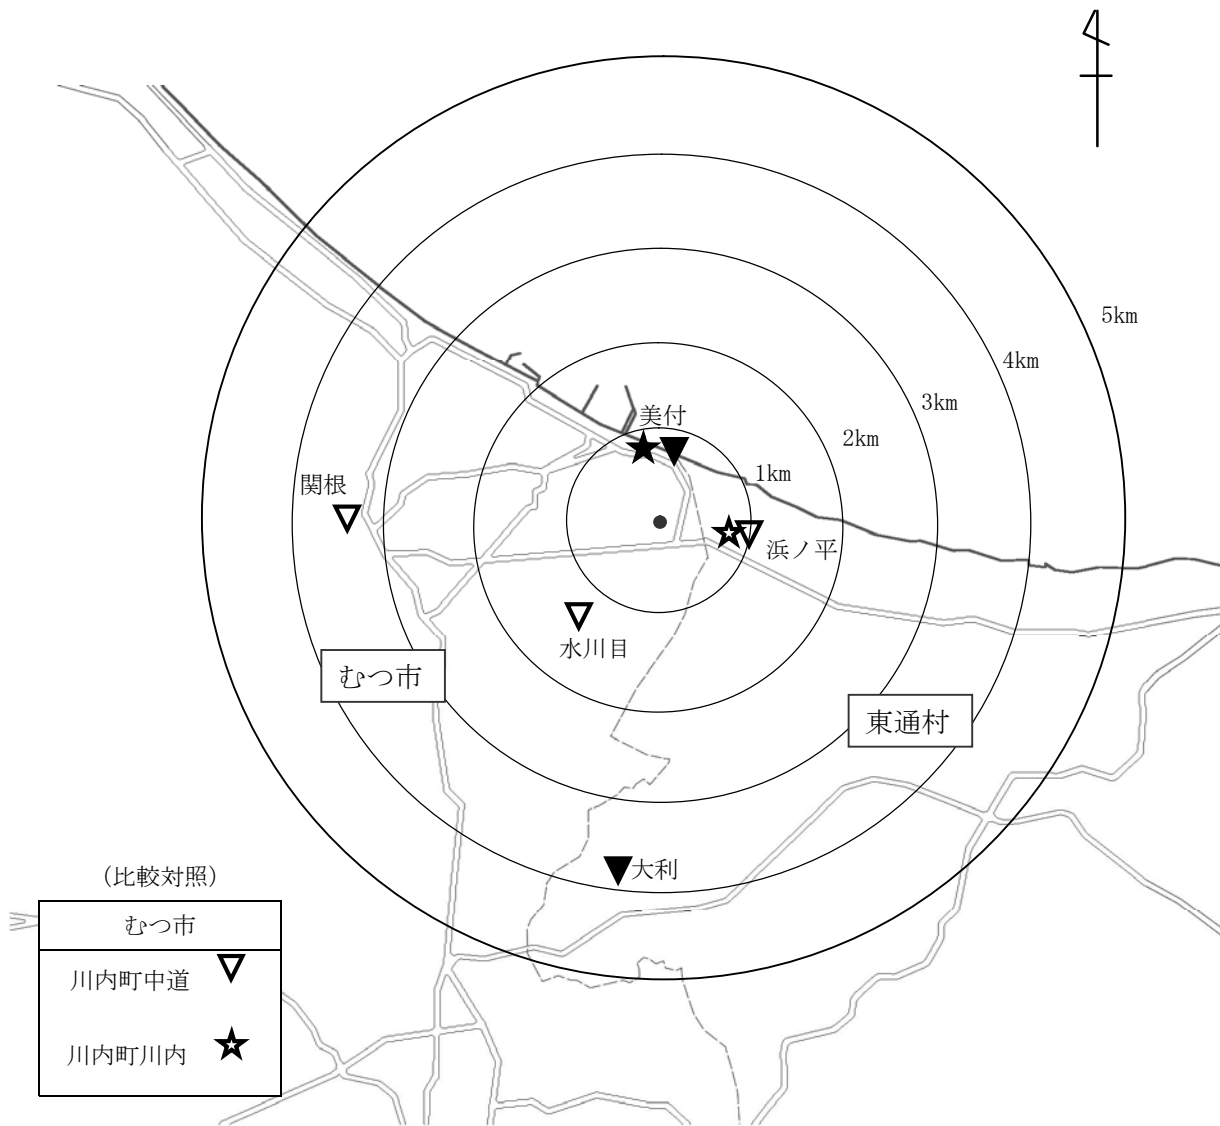 5km
4km
3km
美付
2km
1km
関根
浜ノ平
水川目
むつ市
東通村
大利
(比較対照)
むつ市
川内町中道
川内町川内